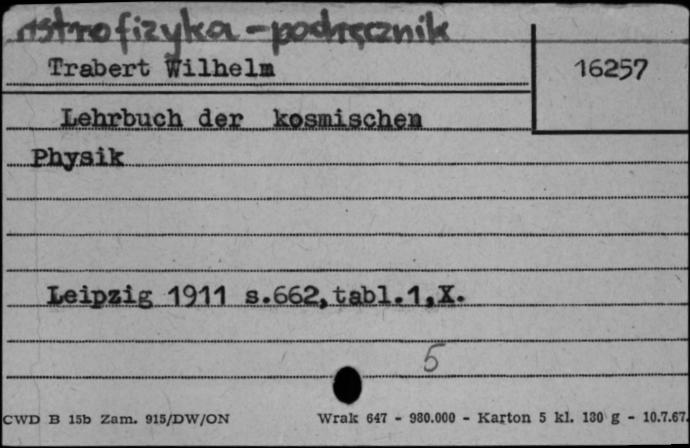 astrofizyka - podręcznik
Trabert Wilhelm
16257
Lehrbuch der kosmischen
Physik
Leipzig 1911 s.662, tabl.1, X.
5
CWD B 15b Zam. 915/DW/ON Wrak 647 - 980.000 - Karton 5 kl. 180 g - 10.7.67.